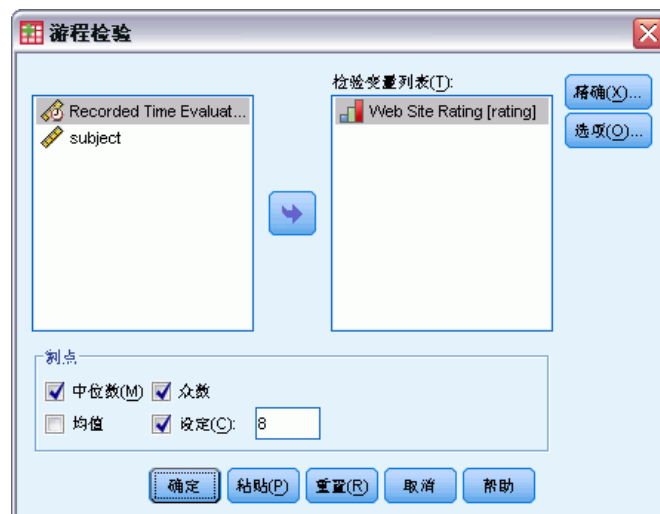 游程检验
检验变量列表(T):
Recorded Time Evaluat...
subject
Web Site Rating [rating]
精确(X)...
选项(O)...
割点
中位数(M) 众数
均值 设定(C): 8
确定 粘贴(P) 重置(R) 取消 帮助